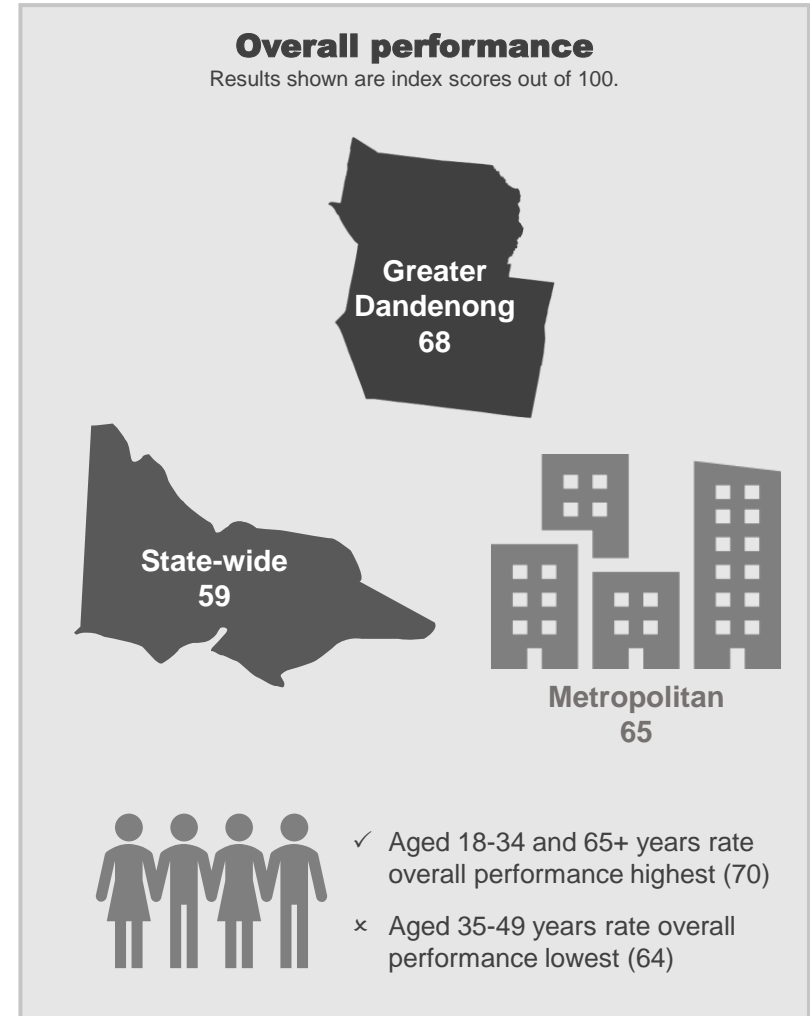 Overall performance
Results shown are index scores out of 100.
Greater
Dandenong
68
State-wide
59
Metropolitan
65
✓ Aged 18-34 and 65+ years rate
overall performance highest (70)
× Aged 35-49 years rate overall
performance lowest (64)